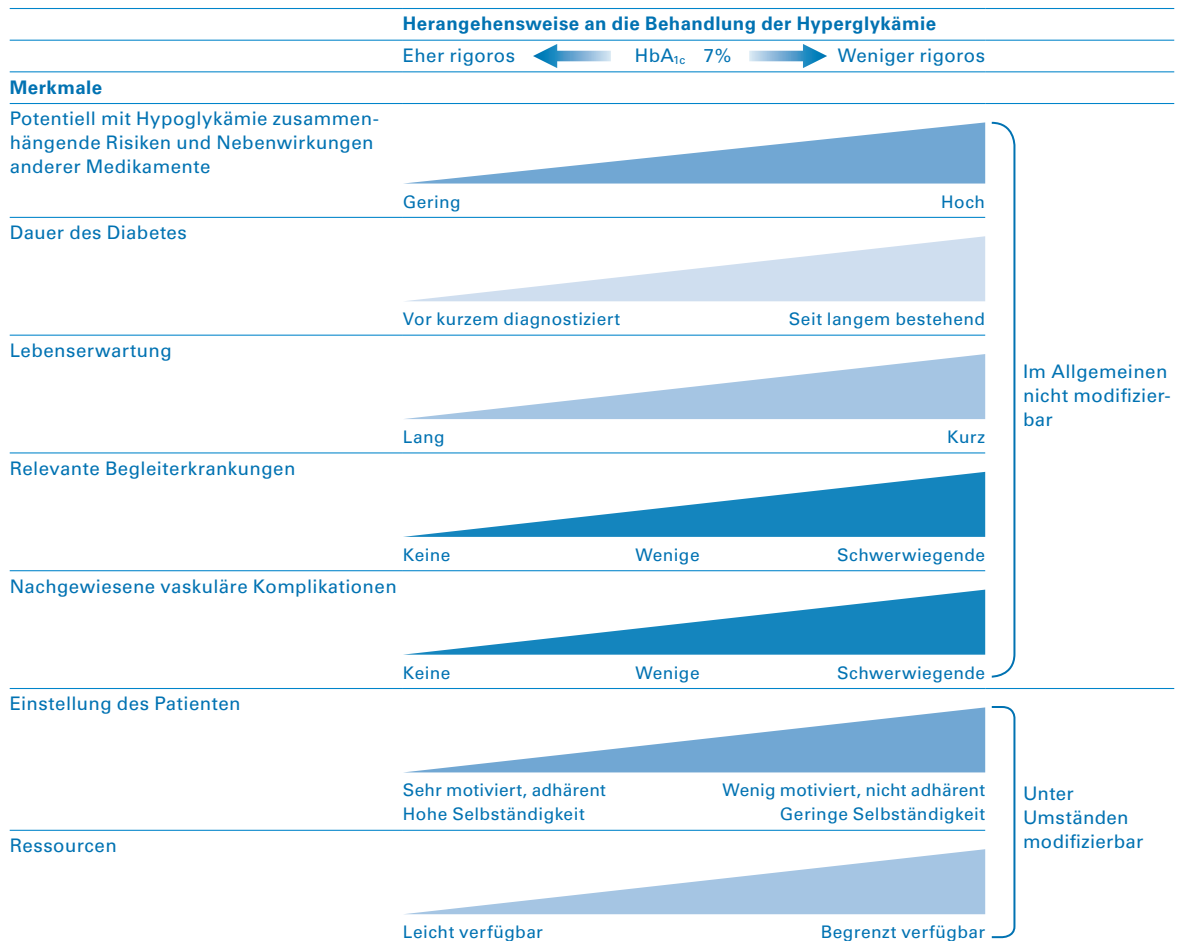 Herangehensweise an die Behandlung der Hyperglykämie
Eher rigoros HbA1c 7% Weniger rigoros
Merkmale
Potentiell mit Hypoglykämie zusammen-
hängende Risiken und Nebenwirkungen
anderer Medikamente
Gering Hoch
Dauer des Diabetes
Vor kurzem diagnostiziert Seit langem bestehend
Lebenserwartung
Lang Kurz
Relevante Begleiterkrankungen
Keine Wenige Schwerwiegende
Nachgewiesene vaskuläre Komplikationen
Keine Wenige Schwerwiegende
Im Allgemeinen
nicht modifizier-
bar
Einstellung des Patienten
Sehr motiviert, adhärent Wenig motiviert, nicht adhärent
Hohe Selbständigkeit Geringe Selbständigkeit
Ressourcen
Leicht verfügbar Begrenzt verfügbar
Unter
Umständen
modifizierbar